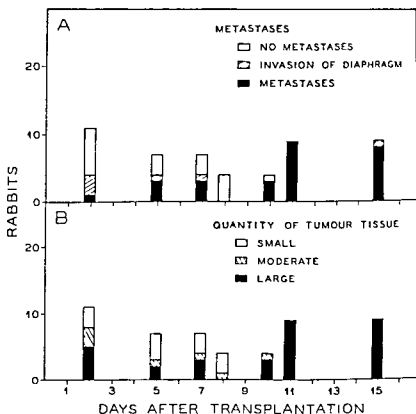 A
METASTASES
NO METASTASES
INVASION OF DIAPHRAGM
METASTASES
20
10
0
RABBITS
B
QUANTITY OF TUMOUR TISSUE
SMALL
MODERATE
LARGE
20
10
0
1 3 5 7 9 11 13 15
DAYS AFTER TRANSPLANTATION